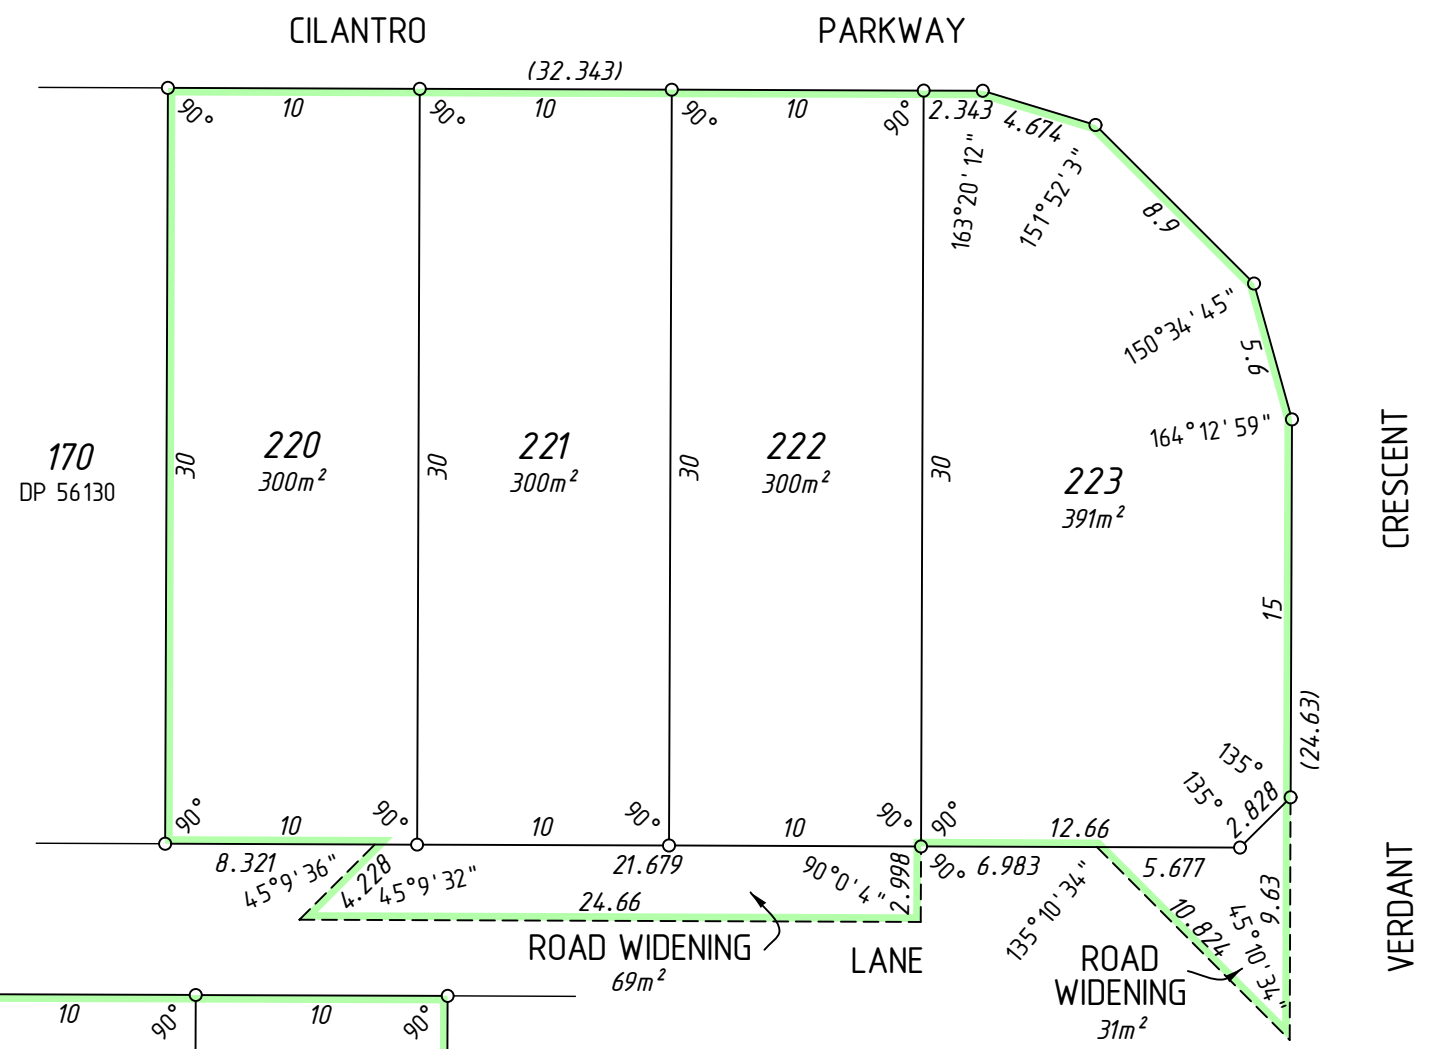 CILANTRO PARKWAY
(32.343)
10 10 10 2.343 4.674
90° 90° 90° 90°
163°20' 12" 151°52' 3"
8.9
150°34' 45"
5.6
164°12' 59"
170
DP 56130
30
220
300m²
30
221
300m²
30
222
300m²
30
223
391m²
CRESCENT
15
(24.63)
135°
135°
2.828
90° 10 90° 10 90° 10 90° 90° 12.66
8.321 45°9' 36" 4.228 45°9' 32" 21.679 90°0' 4" 2.998 90° 6.983 5.677
24.66
135°10' 34" 10.824 45°10' 34" 9.63
VERDANT
ROAD WIDENING
69m²
LANE
ROAD
WIDENING
31m²
10 90° 10 90°